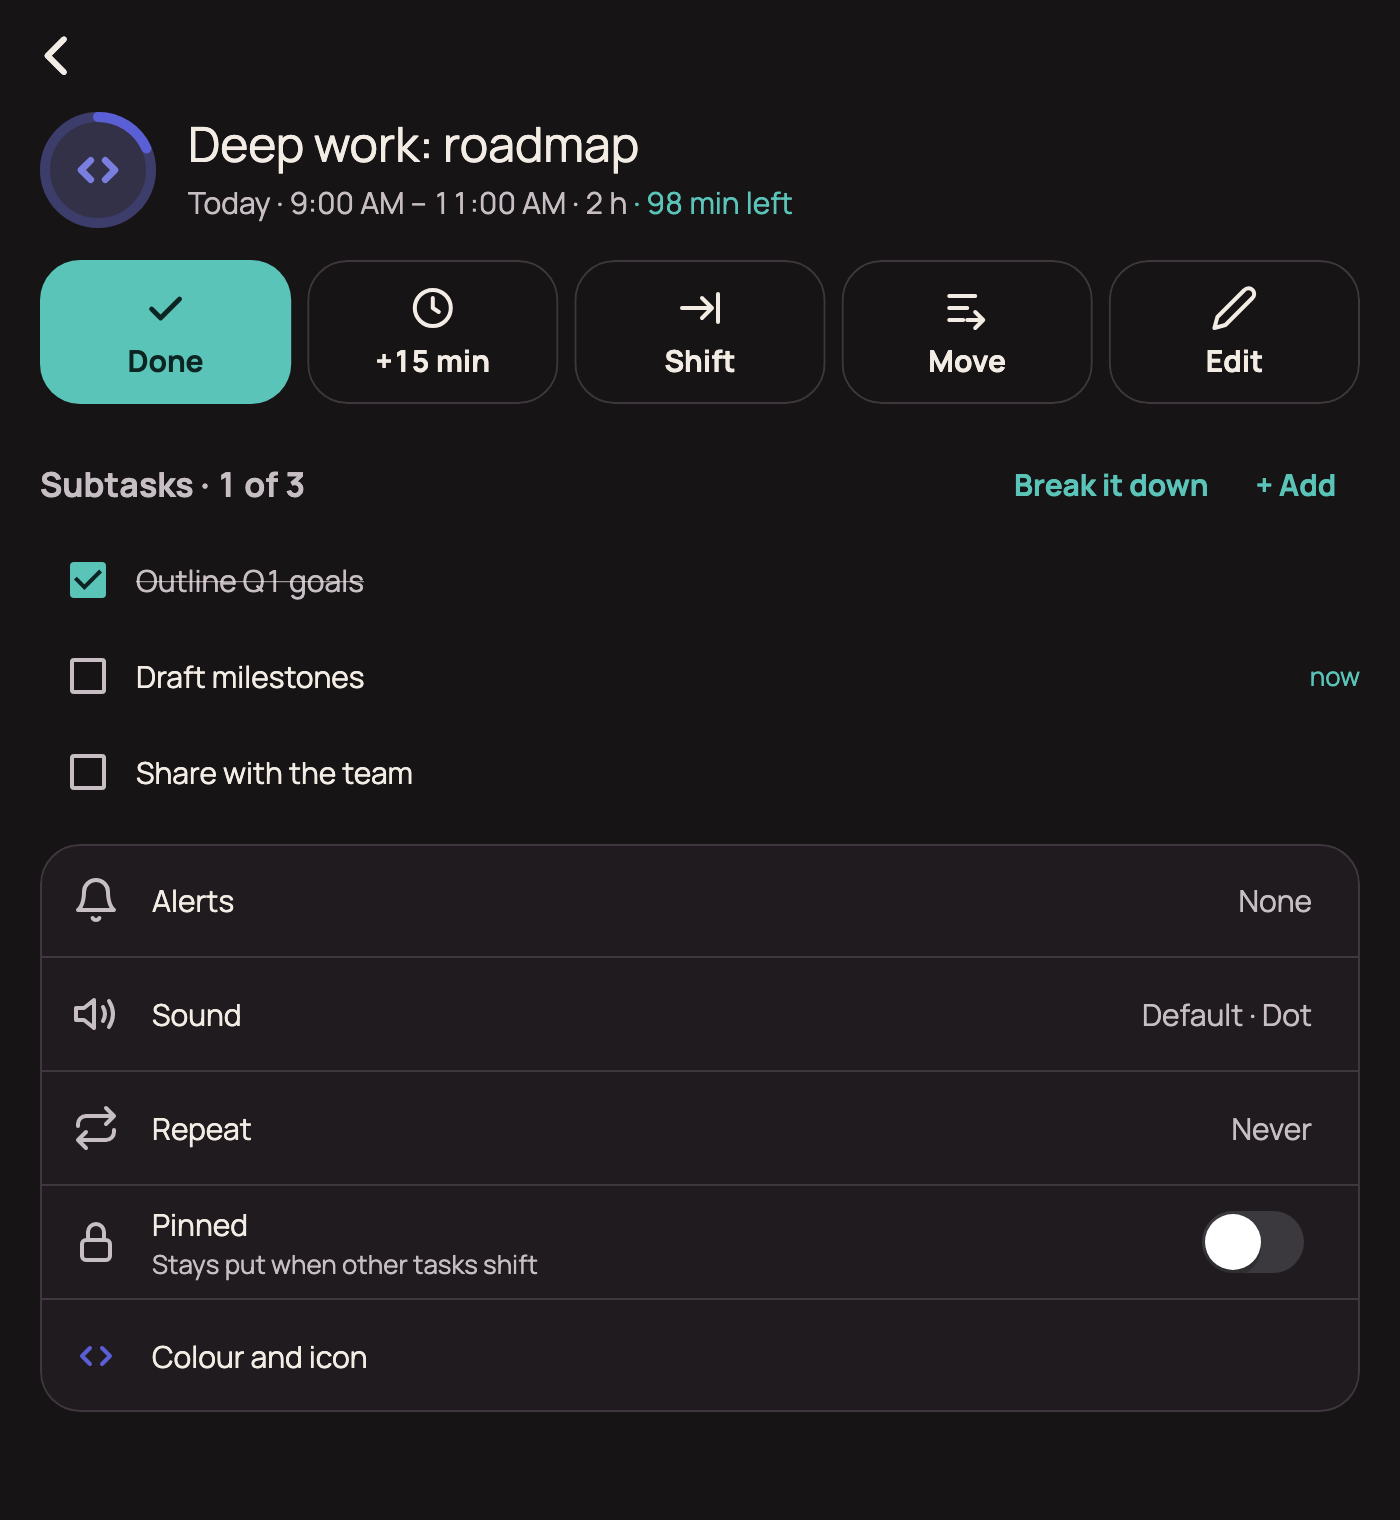 Deep work: roadmap
Today · 9:00 AM – 11:00 AM · 2 h · 98 min left
Done
+15 min
Shift
Move
Edit
Subtasks · 1 of 3
Break it down
+ Add
Outline Q1 goals
Draft milestones
now
Share with the team
Alerts
None
Sound
Default · Dot
Repeat
Never
Pinned
Stays put when other tasks shift
Colour and icon